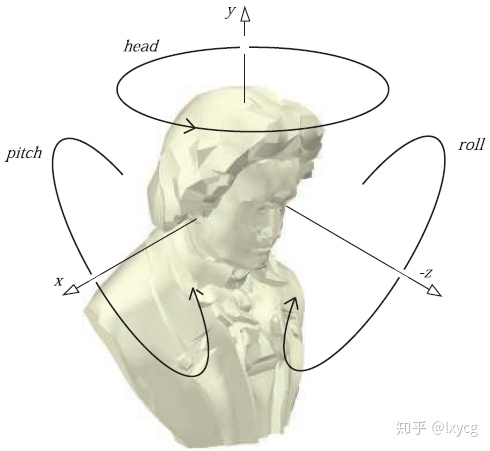 y
head
pitch
roll
x
-z
知乎 @lxycg